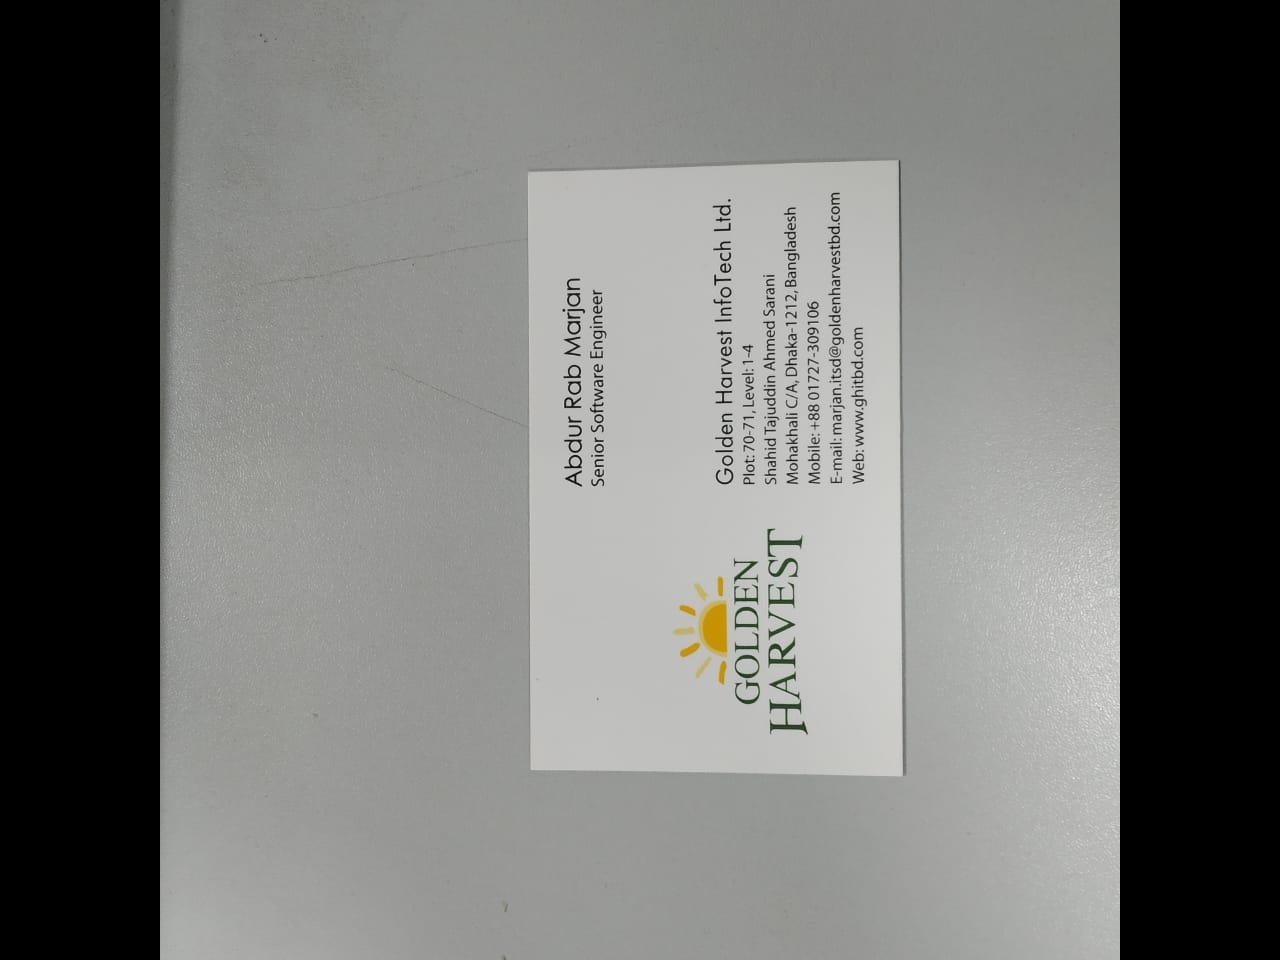 Abdur Rab Marjan
Senior Software Engineer
GOLDEN
HARVEST
Golden Harvest InfoTech Ltd.
Plot: 70-71, Level: 1-4
Shahid Tajuddin Ahmed Sarani
Mohakhali C/A, Dhaka-1212, Bangladesh
Mobile: +88 01727-309106
E-mail: marjan.itsd@goldenharvestbd.com
Web: www.ghitbd.com